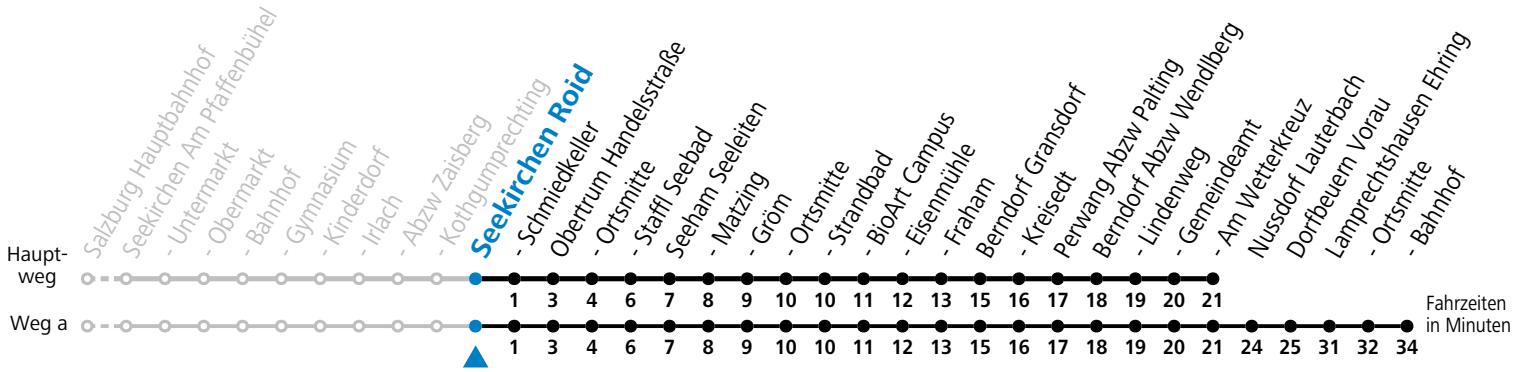 Salzburg Hauptbahnhof
Seekirchen Am Pfaffenbühel
- Untermarkt
- Obermarkt
- Bahnhof
- Gymnasium
- Kinderdorf
- Irlach
- Abzw Zaisberg
- Kothgumprechting
Seekirchen Roid
- Schmiedkeller
Obertrum Handelsstraße
- Ortsmitte
- Staffl Seebad
Seeham Seeleiten
- Matzing
- Gröm
- Ortsmitte
- Strandbad
- BioArt Campus
- Eisenmühle
- Fraham
Berndorf Gransdorf
- Kreisedt
Perwang Abzw Palting
Berndorf Abzw Wendlberg
- Lindenweg
- Gemeindeamt
- Am Wetterkreuz
Nussdorf Lauterbach
Dorfbeuern Vorau
Lamprechtshausen Ehring
- Ortsmitte
- Bahnhof
Haupt-
weg
1 3 4 6 7 8 9 10 10 11 12 13 15 16 17 18 19 20 21
Weg a
1 3 4 6 7 8 9 10 10 11 12 13 15 16 17 18 19 20 21 24 25 31 32 34
Fahrzeiten
in Minuten